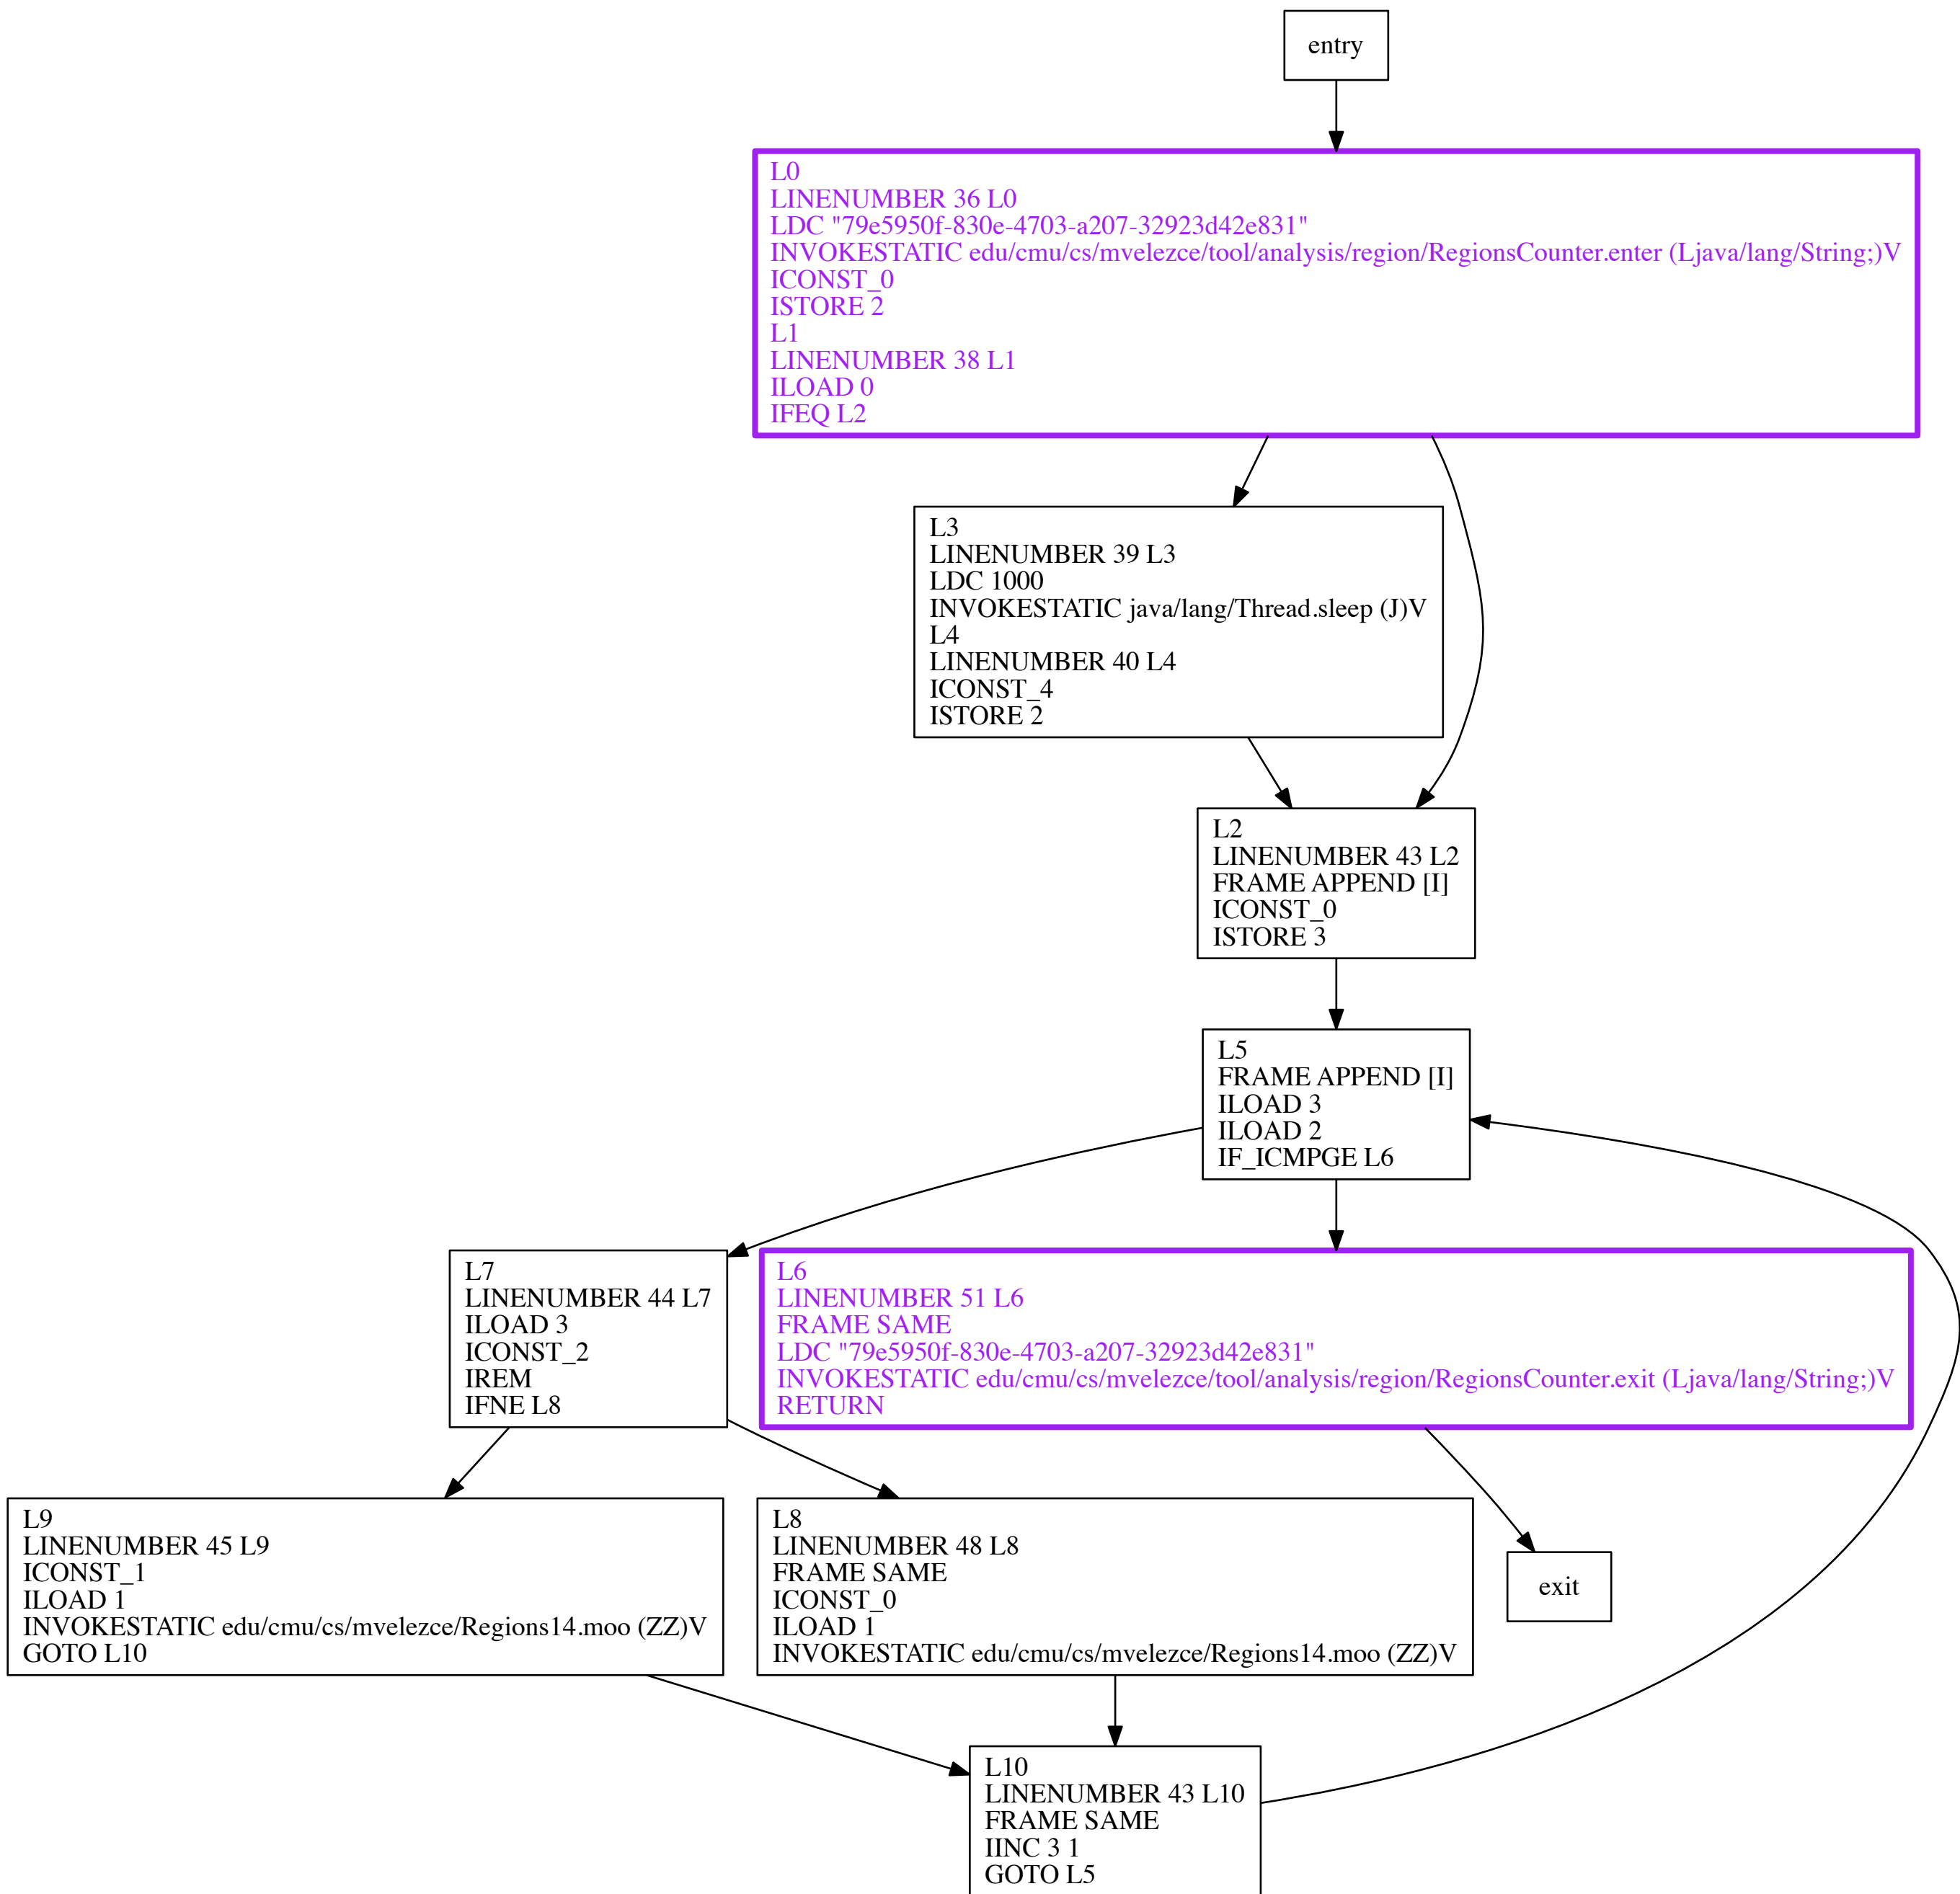 entry
L0
LINENUMBER 36 L0
LDC "79e5950f-830e-4703-a207-32923d42e831"
INVOKESTATIC edu/cmu/cs/mvelezce/tool/analysis/region/RegionsCounter.enter (Ljava/lang/String;)V
ICONST_0
ISTORE 2
L1
LINENUMBER 38 L1
ILOAD 0
IFEQ L2
L3
LINENUMBER 39 L3
LDC 1000
INVOKESTATIC java/lang/Thread.sleep (J)V
L4
LINENUMBER 40 L4
ICONST_4
ISTORE 2
L2
LINENUMBER 43 L2
FRAME APPEND [I]
ICONST_0
ISTORE 3
L5
FRAME APPEND [I]
ILOAD 3
ILOAD 2
IF_ICMPGE L6
L7
LINENUMBER 44 L7
ILOAD 3
ICONST_2
IREM
IFNE L8
L6
LINENUMBER 51 L6
FRAME SAME
LDC "79e5950f-830e-4703-a207-32923d42e831"
INVOKESTATIC edu/cmu/cs/mvelezce/tool/analysis/region/RegionsCounter.exit (Ljava/lang/String;)V
RETURN
L9
LINENUMBER 45 L9
ICONST_1
ILOAD 1
INVOKESTATIC edu/cmu/cs/mvelezce/Regions14.moo (ZZ)V
GOTO L10
L8
LINENUMBER 48 L8
FRAME SAME
ICONST_0
ILOAD 1
INVOKESTATIC edu/cmu/cs/mvelezce/Regions14.moo (ZZ)V
exit
L10
LINENUMBER 43 L10
FRAME SAME
IINC 3 1
GOTO L5